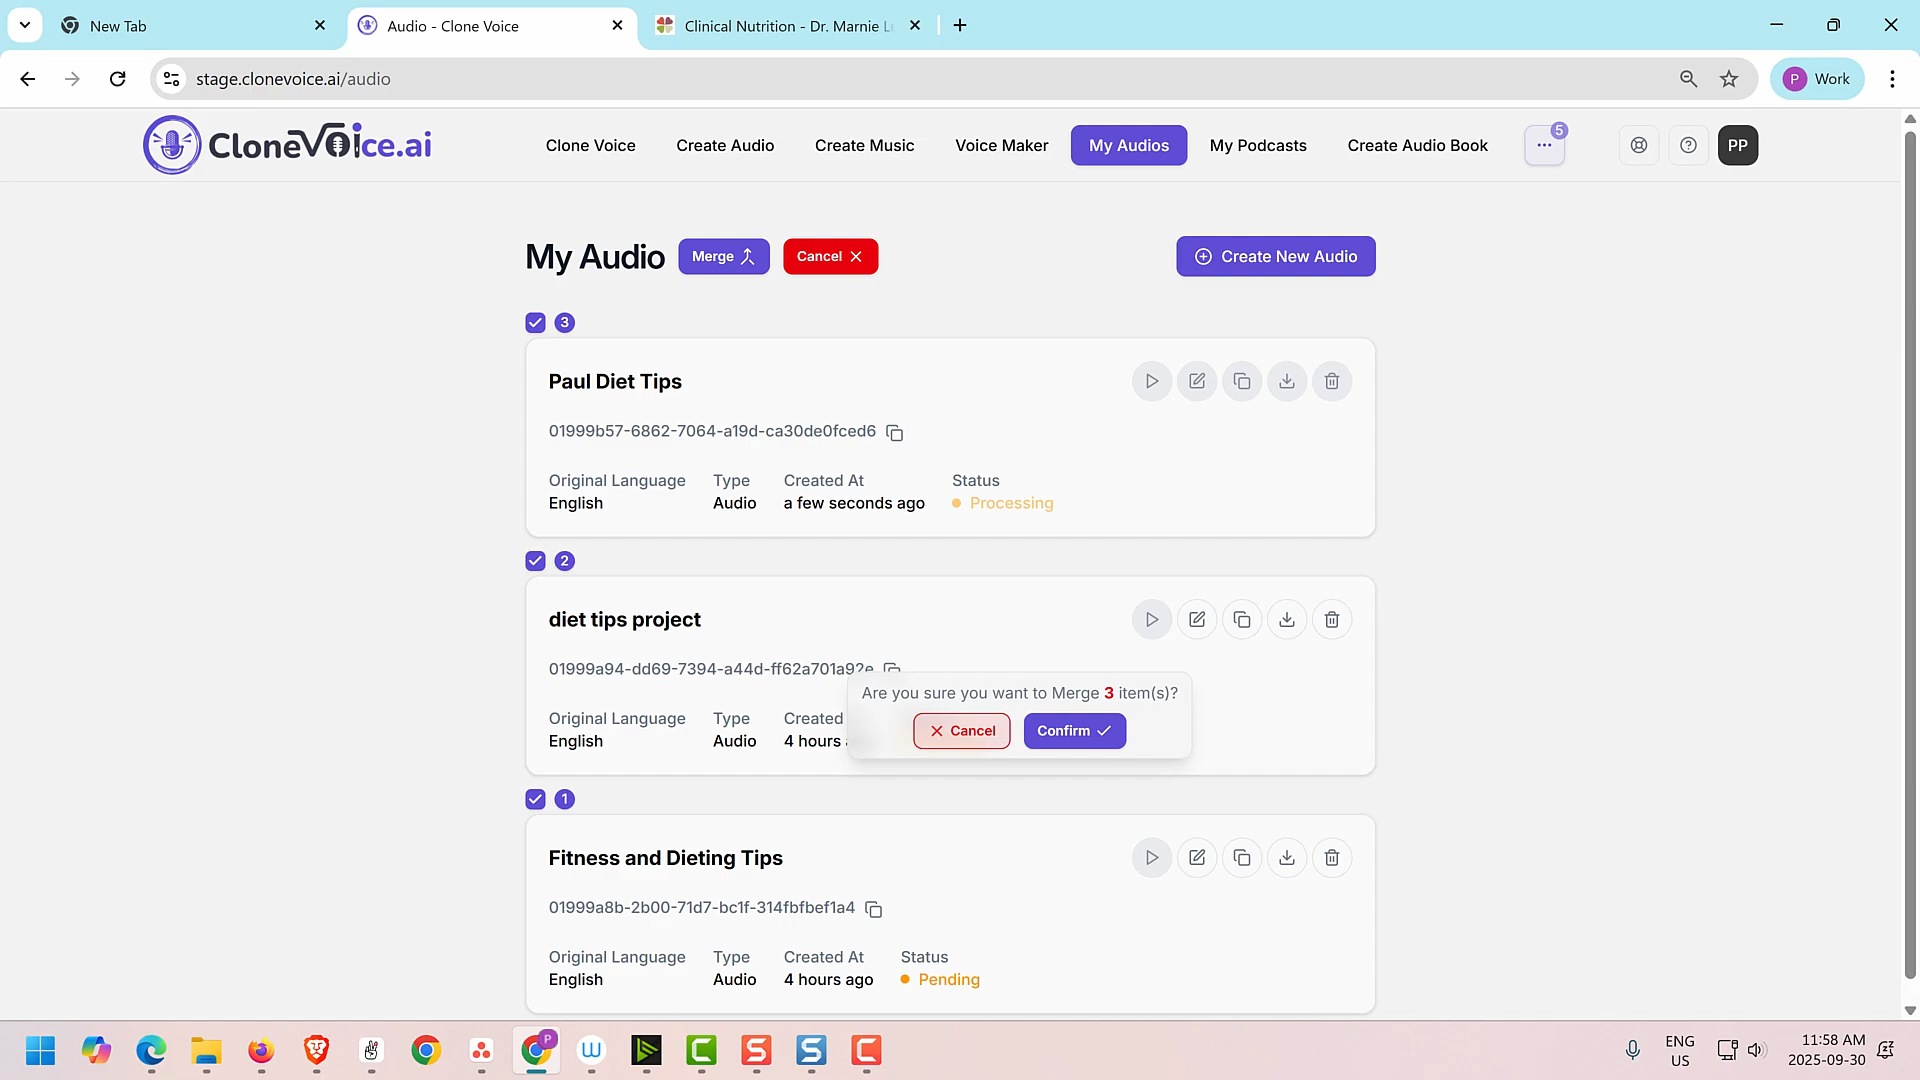 New Tab
Audio - Clone Voice
Clinical Nutrition - Dr. Marnie L
stage.clonevoice.ai/audio
P Work
CloneVoice.ai
Clone Voice
Create Audio
Create Music
Voice Maker
My Audios
My Podcasts
Create Audio Book
5
PP
My Audio
Merge
Cancel
Create New Audio
3
Paul Diet Tips
01999b57-6862-7064-a19d-ca30de0fced6
Original Language Type Created At Status
English Audio a few seconds ago Processing
2
diet tips project
01999a94-dd69-7394-a44d-ff62a701a92e
Are you sure you want to Merge 3 item(s)?
Cancel Confirm
Original Language Type Created
English Audio 4 hours
1
Fitness and Dieting Tips
01999a8b-2b00-71d7-bc1f-314fbfbef1a4
Original Language Type Created At Status
English Audio 4 hours ago Pending
P
ENG
US
11:58 AM
2025-09-30